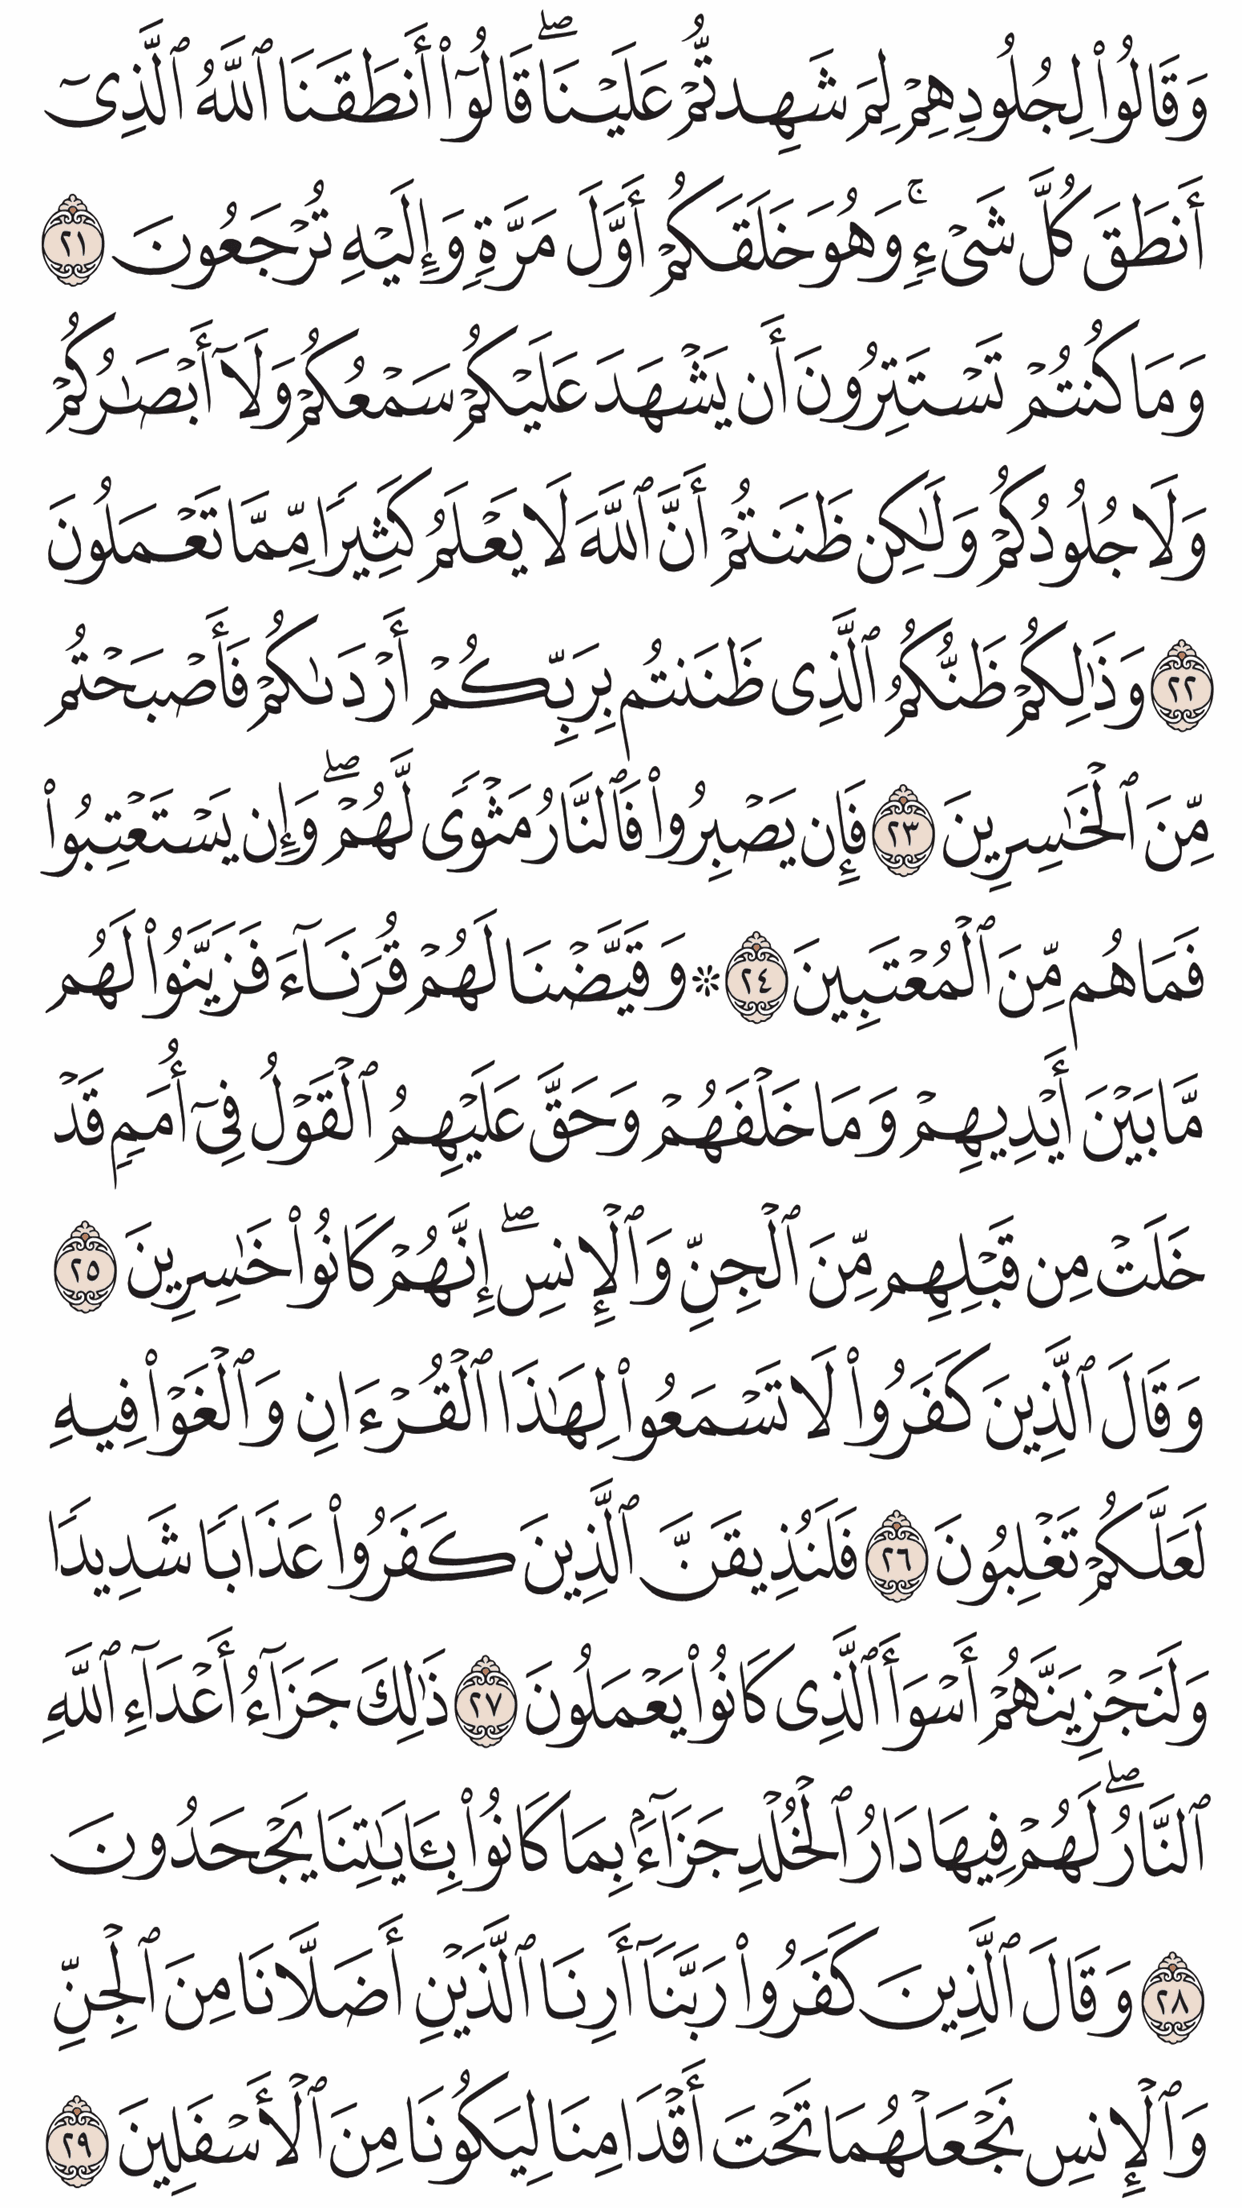 وَقَالُوا۟ لِجُلُودِهِمْ لِمَ شَهِدتُّمْ عَلَيْنَا ۖ قَالُوٓا۟ أَنطَقَنَا ٱللَّهُ ٱلَّذِىٓ
أَنطَقَ كُلَّ شَىْءٍ ۚ وَهُوَ خَلَقَكُمْ أَوَّلَ مَرَّةٍ وَإِلَيْهِ تُرْجَعُونَ ٢١
وَمَا كُنتُمْ تَسْتَتِرُونَ أَن يَشْهَدَ عَلَيْكُمْ سَمْعُكُمْ وَلَآ أَبْصَـٰرُكُمْ
وَلَا جُلُودُكُمْ وَلَـٰكِن ظَنَنتُمْ أَنَّ ٱللَّهَ لَا يَعْلَمُ كَثِيرًا مِّمَّا تَعْمَلُونَ
٢٢ وَذَٰلِكُمْ ظَنُّكُمُ ٱلَّذِى ظَنَنتُم بِرَبِّكُمْ أَرْدَىٰكُمْ فَأَصْبَحْتُم
مِّنَ ٱلْخَـٰسِرِينَ ٢٣ فَإِن يَصْبِرُوا۟ فَٱلنَّارُ مَثْوًى لَّهُمْ ۖ وَإِن يَسْتَعْتِبُوا۟
فَمَا هُم مِّنَ ٱلْمُعْتَبِينَ ٢٤ ۞ وَقَيَّضْنَا لَهُمْ قُرَنَآءَ فَزَيَّنُوا۟ لَهُم
مَّا بَيْنَ أَيْدِيهِمْ وَمَا خَلْفَهُمْ وَحَقَّ عَلَيْهِمُ ٱلْقَوْلُ فِىٓ أُمَمٍ قَدْ
خَلَتْ مِن قَبْلِهِم مِّنَ ٱلْجِنِّ وَٱلْإِنسِ ۖ إِنَّهُمْ كَانُوا۟ خَـٰسِرِينَ ٢٥
وَقَالَ ٱلَّذِينَ كَفَرُوا۟ لَا تَسْمَعُوا۟ لِهَـٰذَا ٱلْقُرْءَانِ وَٱلْغَوْا۟ فِيهِ
لَعَلَّكُمْ تَغْلِبُونَ ٢٦ فَلَنُذِيقَنَّ ٱلَّذِينَ كَفَرُوا۟ عَذَابًا شَدِيدًا
وَلَنَجْزِيَنَّهُمْ أَسْوَأَ ٱلَّذِى كَانُوا۟ يَعْمَلُونَ ٢٧ ذَٰلِكَ جَزَآءُ أَعْدَآءِ ٱللَّهِ
ٱلنَّارُ ۖ لَهُمْ فِيهَا دَارُ ٱلْخُلْدِ جَزَآءًۢ بِمَا كَانُوا۟ بِـَٔايَـٰتِنَا يَجْحَدُونَ
٢٨ وَقَالَ ٱلَّذِينَ كَفَرُوا۟ رَبَّنَآ أَرِنَا ٱلَّذَيْنِ أَضَلَّانَا مِنَ ٱلْجِنِّ
وَٱلْإِنسِ نَجْعَلْهُمَا تَحْتَ أَقْدَامِنَا لِيَكُونَا مِنَ ٱلْأَسْفَلِينَ ٢٩